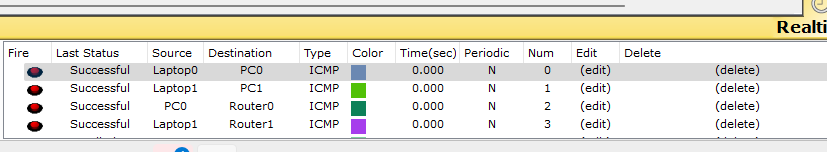 Realti
Fire Last Status Source Destination Type Color Time(sec) Periodic Num Edit Delete
Successful Laptop0 PC0 ICMP 0.000 N 0 (edit) (delete)
Successful Laptop1 PC1 ICMP 0.000 N 1 (edit) (delete)
Successful PC0 Router0 ICMP 0.000 N 2 (edit) (delete)
Successful Laptop1 Router1 ICMP 0.000 N 3 (edit) (delete)